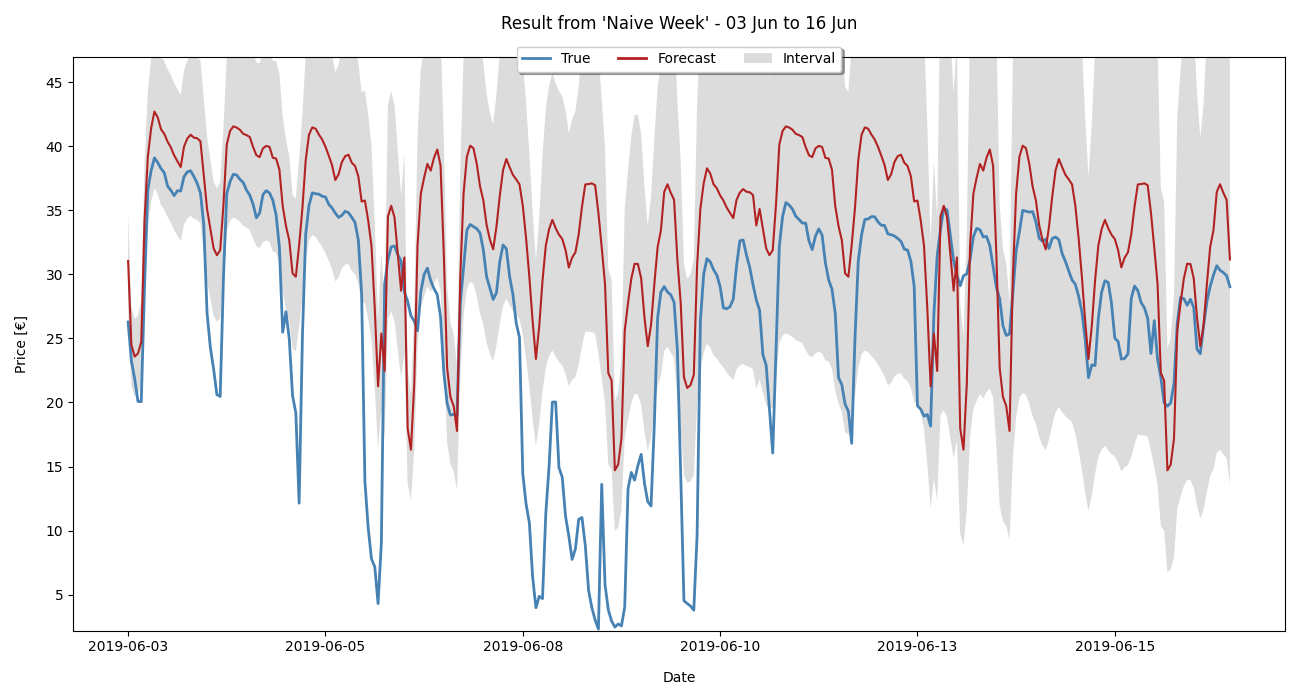 Result from 'Naive Week' - 03 Jun to 16 Jun
True Forecast Interval
45
40
35
30
25
20
15
10
5
Price [€]
2019-06-03 2019-06-05 2019-06-08 2019-06-10 2019-06-13 2019-06-15
Date